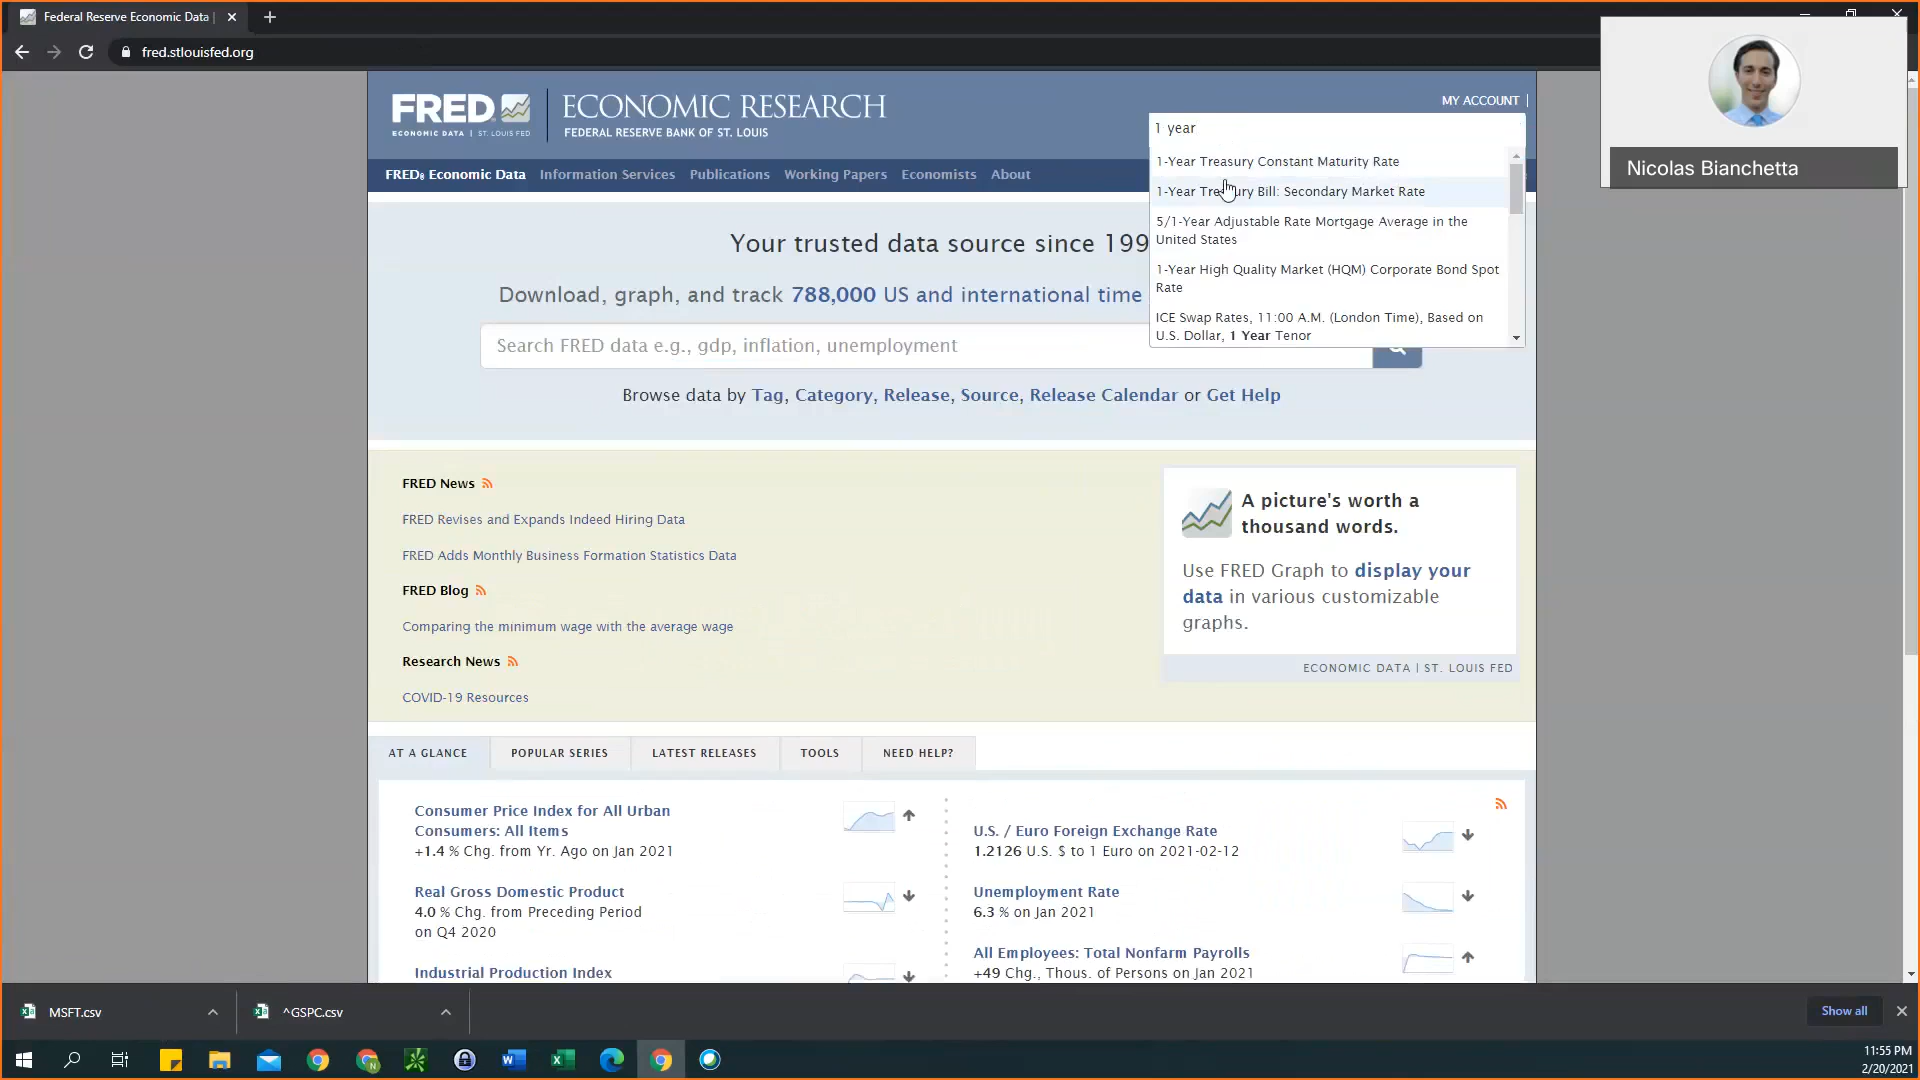 Federal Reserve Economic Data |
fred.stlouisfed.org
Nicolas Bianchetta
FRED
ECONOMIC DATA | ST. LOUIS FED
ECONOMIC RESEARCH
FEDERAL RESERVE BANK OF ST. LOUIS
MY ACCOUNT |
1 year
1-Year Treasury Constant Maturity Rate
1-Year Treasury Bill: Secondary Market Rate
5/1-Year Adjustable Rate Mortgage Average in the
United States
1-Year High Quality Market (HQM) Corporate Bond Spot
Rate
ICE Swap Rates, 11:00 A.M. (London Time), Based on
U.S. Dollar, 1 Year Tenor
FRED® Economic Data Information Services Publications Working Papers Economists About
Your trusted data source since 199
Download, graph, and track 788,000 US and international time
Search FRED data e.g., gdp, inflation, unemployment
Browse data by Tag, Category, Release, Source, Release Calendar or Get Help
FRED News
FRED Revises and Expands Indeed Hiring Data
FRED Adds Monthly Business Formation Statistics Data
FRED Blog
Comparing the minimum wage with the average wage
Research News
COVID-19 Resources
A picture's worth a
thousand words.
Use FRED Graph to display your
data in various customizable
graphs.
ECONOMIC DATA | ST. LOUIS FED
AT A GLANCE POPULAR SERIES LATEST RELEASES TOOLS NEED HELP?
Consumer Price Index for All Urban
Consumers: All Items
+1.4 % Chg. from Yr. Ago on Jan 2021
Real Gross Domestic Product
4.0 % Chg. from Preceding Period
on Q4 2020
Industrial Production Index
U.S. / Euro Foreign Exchange Rate
1.2126 U.S. $ to 1 Euro on 2021-02-12
Unemployment Rate
6.3 % on Jan 2021
All Employees: Total Nonfarm Payrolls
+49 Chg., Thous. of Persons on Jan 2021
MSFT.csv
^GSPC.csv
Show all
11:55 PM
2/20/2021